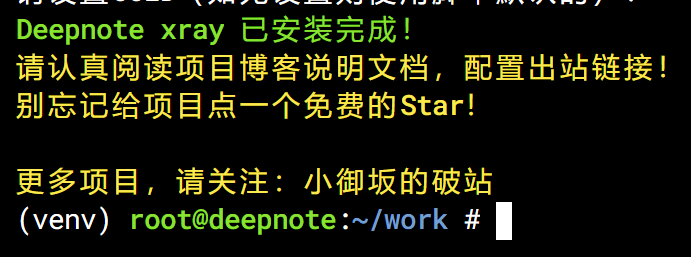 Deepnote xray 已安装完成！
请认真阅读项目博客说明文档，配置出站链接！
别忘记给项目点一个免费的Star！
更多项目，请关注：小御坂的破站
(venv) root@deepnote:~/work #